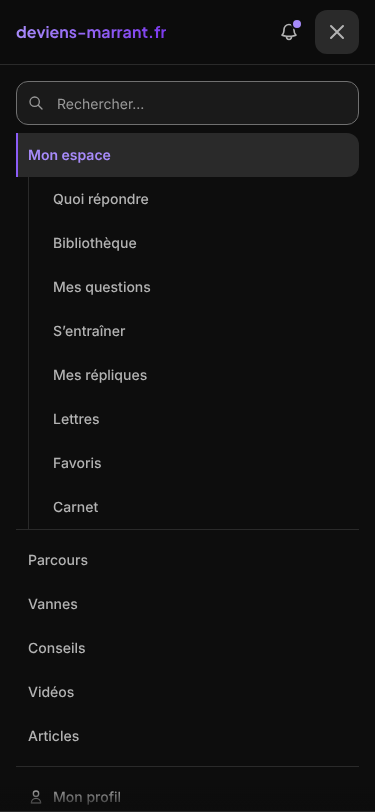 deviens-marrant.fr
Rechercher...
Mon espace
Quoi répondre
Bibliothèque
Mes questions
S’entraîner
Mes répliques
Lettres
Favoris
Carnet
Parcours
Vannes
Conseils
Vidéos
Articles
Mon profil